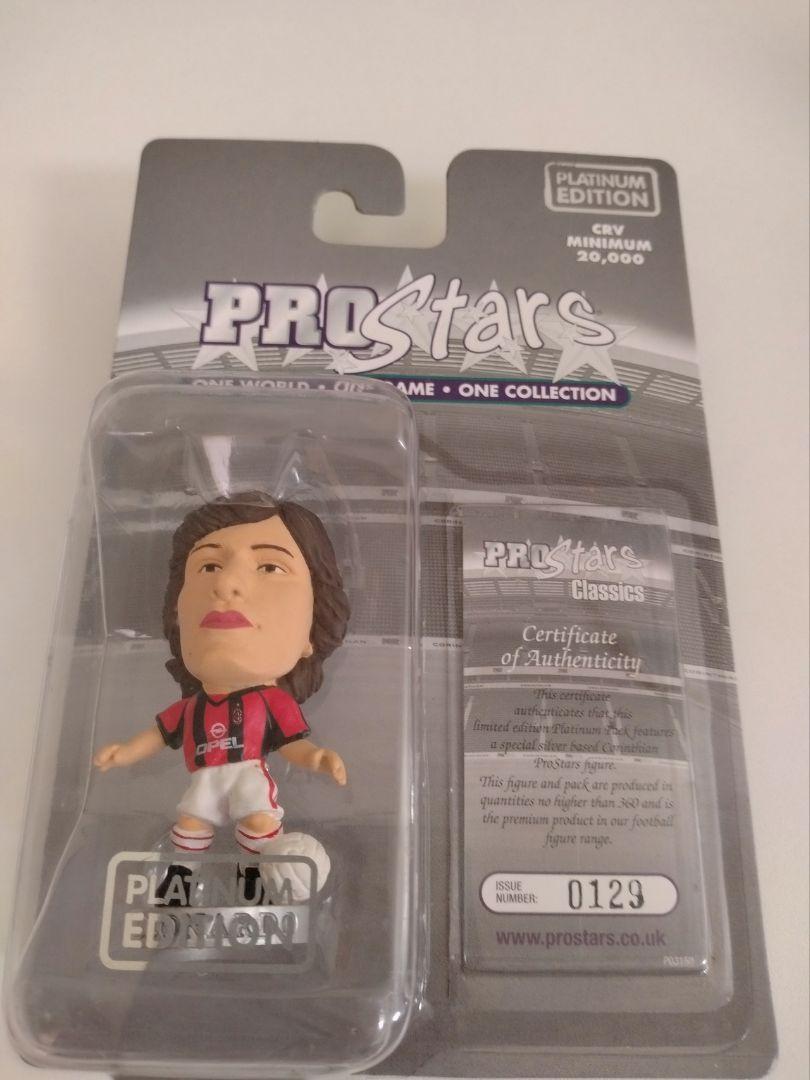 PLATINUM
EDITION
CRV
MINIMUM
20,000
PROStars
ONE WORLD • ONE GAME • ONE COLLECTION
PROStars
Classics
Certificate
of Authenticity
This certificate
authenticates that this
limited edition Platinum Pack features
a special silver based Corinthian
ProStars figure.
This figure and pack are produced in
quantities no higher than 360 and is
the premium product in our football
figure range.
ISSUE
NUMBER: 0129
www.prostars.co.uk
P03150
OPEL
PLATINUM
EDITION